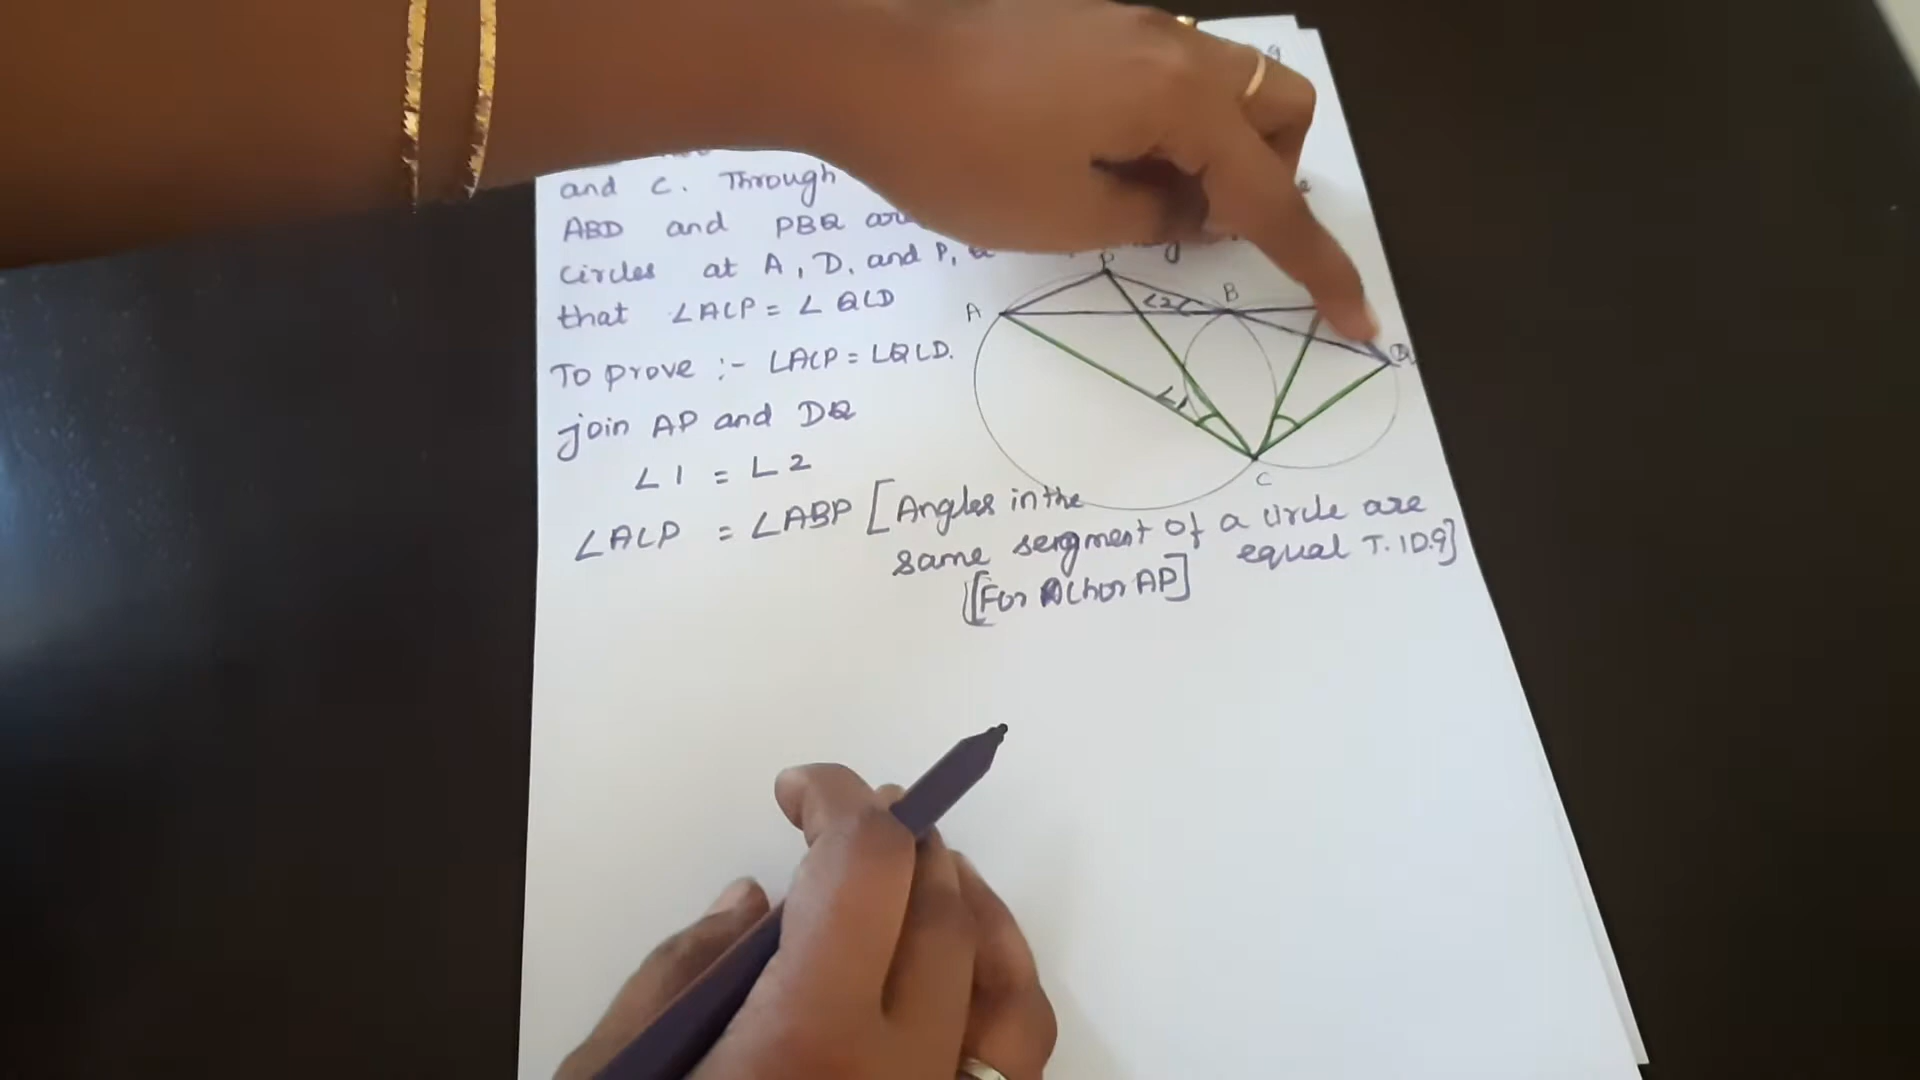 and C. Through
ABD and PBQ are
circles at A, D, and P, Q
that ∠ACP = ∠QCD
To prove :- ∠ACP = ∠QCD.
join AP and DQ
∠1 = ∠2
∠ACP = ∠ABP [Angles in the
same sergment of a circle are
equal T. 10.9]
[For Chor AP]
P
A
∠2
B
Q
∠1
C